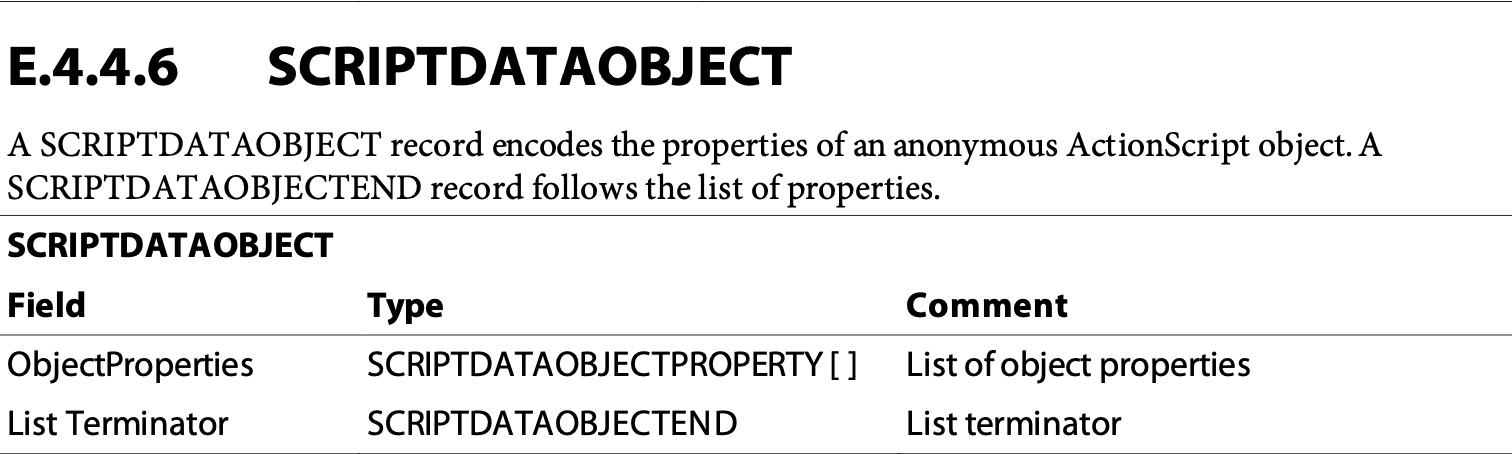 E.4.4.6 SCRIPTDATAOBJECT
A SCRIPTDATAOBJECT record encodes the properties of an anonymous ActionScript object. A
SCRIPTDATAOBJECTEND record follows the list of properties.
SCRIPTDATAOBJECT
Field Type Comment
ObjectProperties SCRIPTDATAOBJECTPROPERTY [ ] List of object properties
List Terminator SCRIPTDATAOBJECTEND List terminator